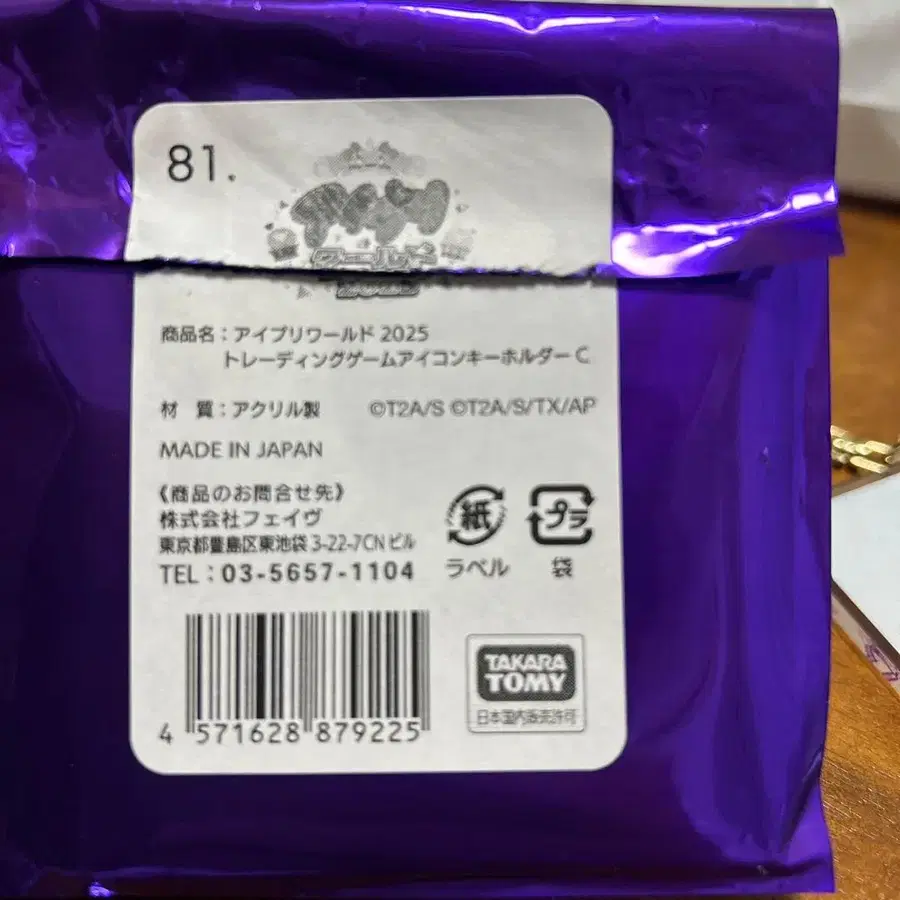 81.
ワールド
商品名：アイプリワールド 2025
トレーディングゲームアイコンキーホルダー C
材　質：アクリル製　©T2A/S ©T2A/S/TX/AP
MADE IN JAPAN
《商品のお問合せ先》
株式会社フェイヴ
東京都豊島区東池袋 3-22-7CN ビル
TEL：03-5657-1104
紙
ラベル
プラ
袋
4 571628 879225
TAKARA
TOMY
日本国内販売許可